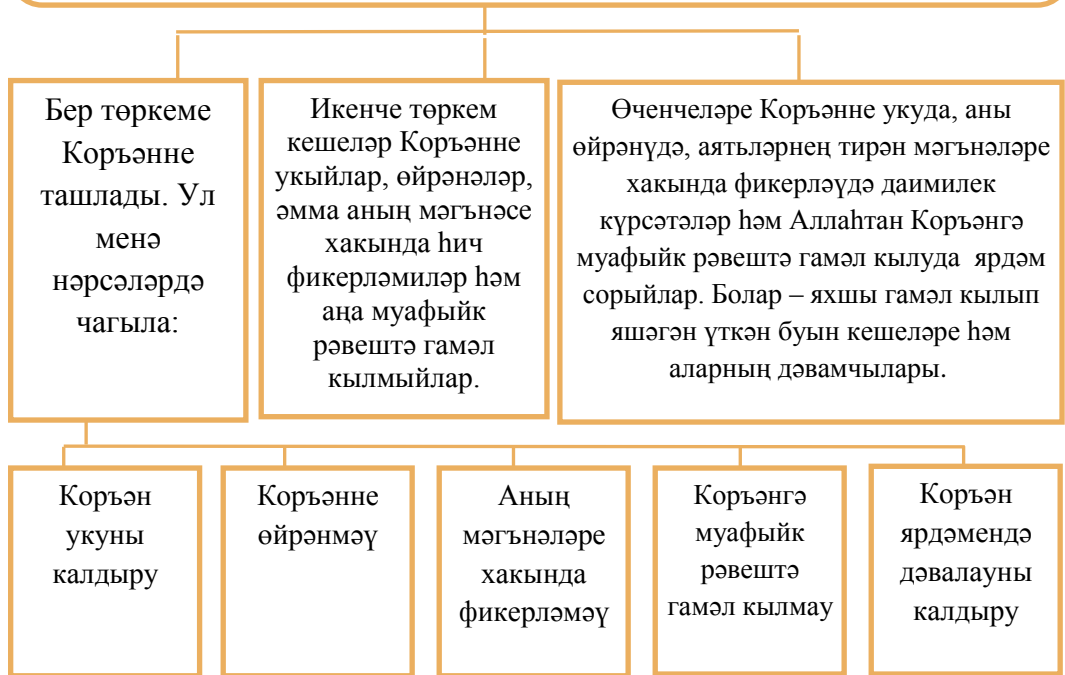 Бер төркеме
Коръәнне
ташлады. Ул
менә
нәрсәләрдә
чагыла:
Икенче төркем
кешеләр Коръәнне
укыйлар, өйрәнәләр,
әмма аның мәгънәсе
хакында һич
фикерләмиләр һәм
аңа муафыйк
рәвештә гамәл
кылмыйлар.
Өченчеләре Коръәнне укуда, аны
өйрәнүдә, аятьләрнең тирән мәгънәләре
хакында фикерләүдә даимилек
күрсәтәләр һәм Аллаһтан Коръәнгә
муафыйк рәвештә гамәл кылуда ярдәм
сорыйлар. Болар – яхшы гамәл кылып
яшәгән үткән буын кешеләре һәм
аларның дәвамчылары.
Коръән
укуны
калдыру
Коръәнне
өйрәнмәү
Аның
мәгънәләре
хакында
фикерләмәү
Коръәнгә
муафыйк
рәвештә
гамәл кылмау
Коръән
ярдәмендә
дәвалауны
калдыру